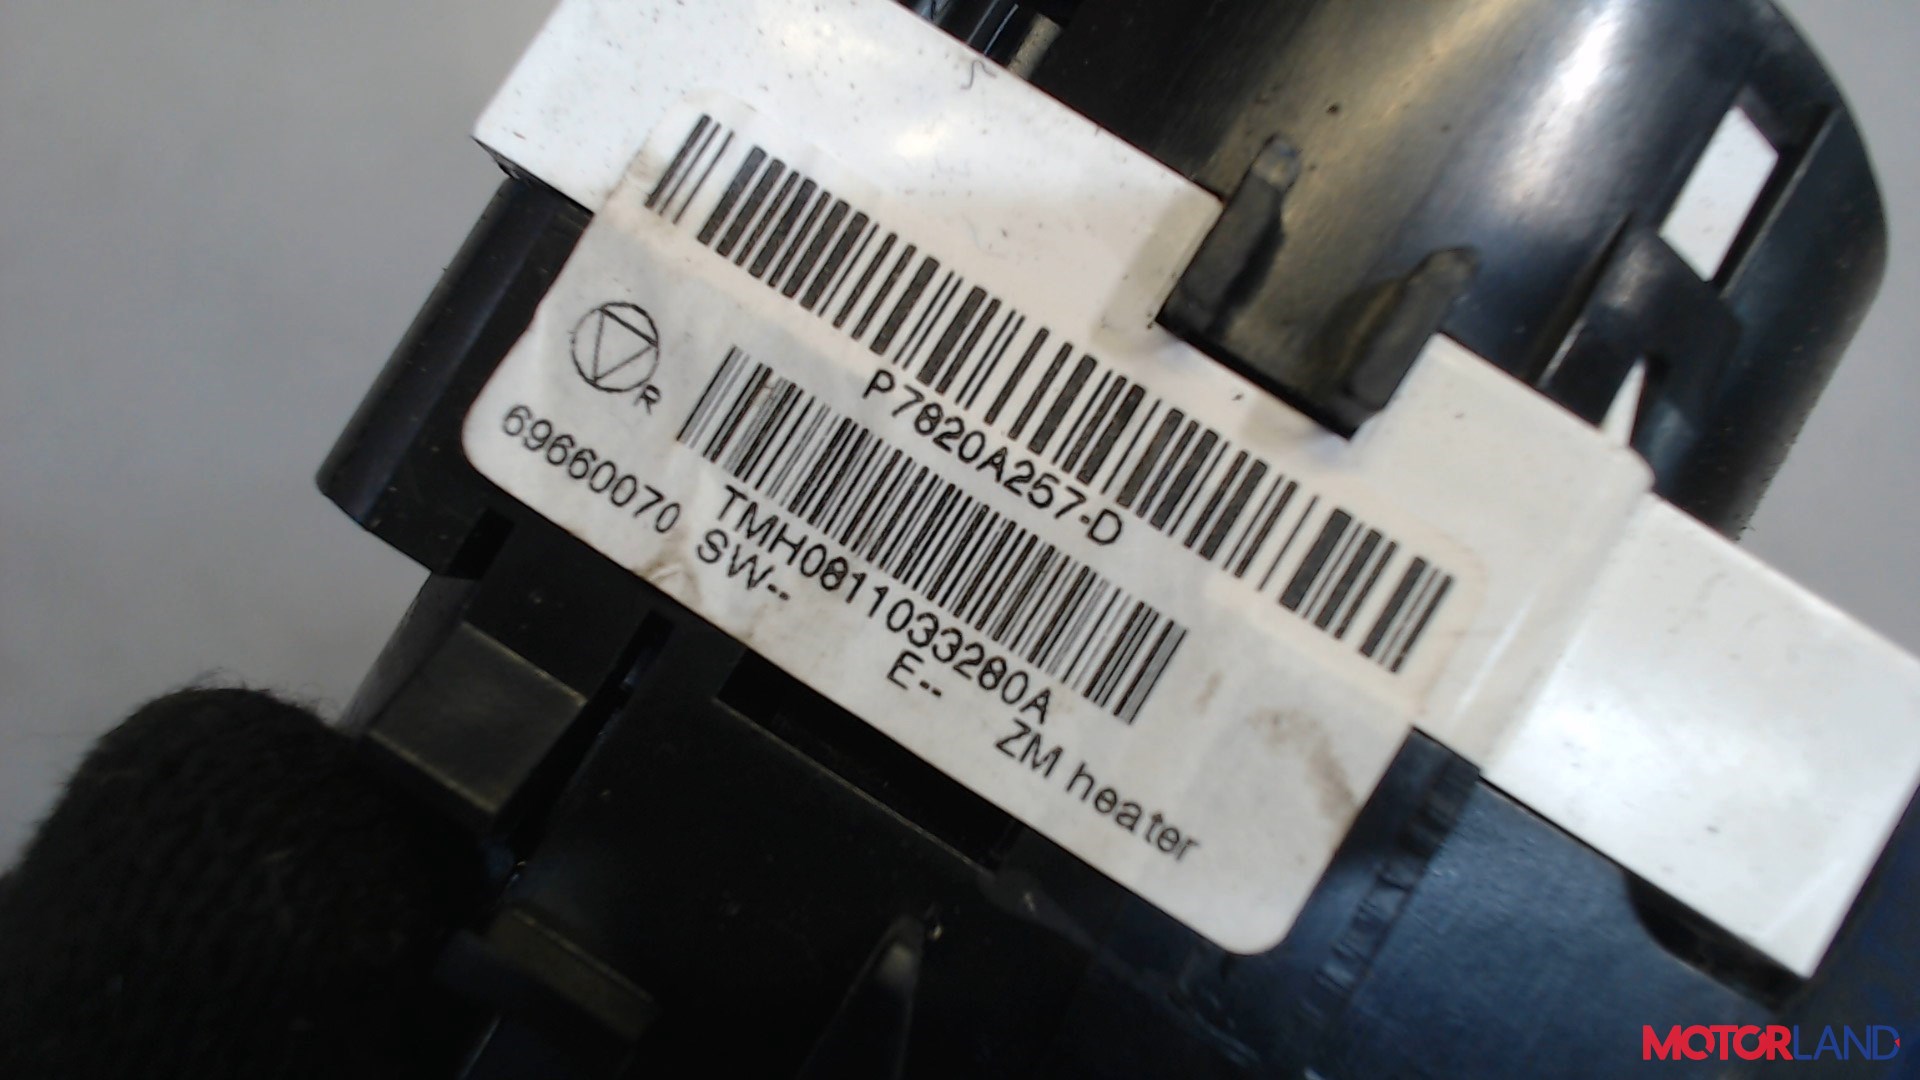 P7820A257-D
R
TMH0811033280A
69660070 SW-- E-- ZM heater
MOTORLAND